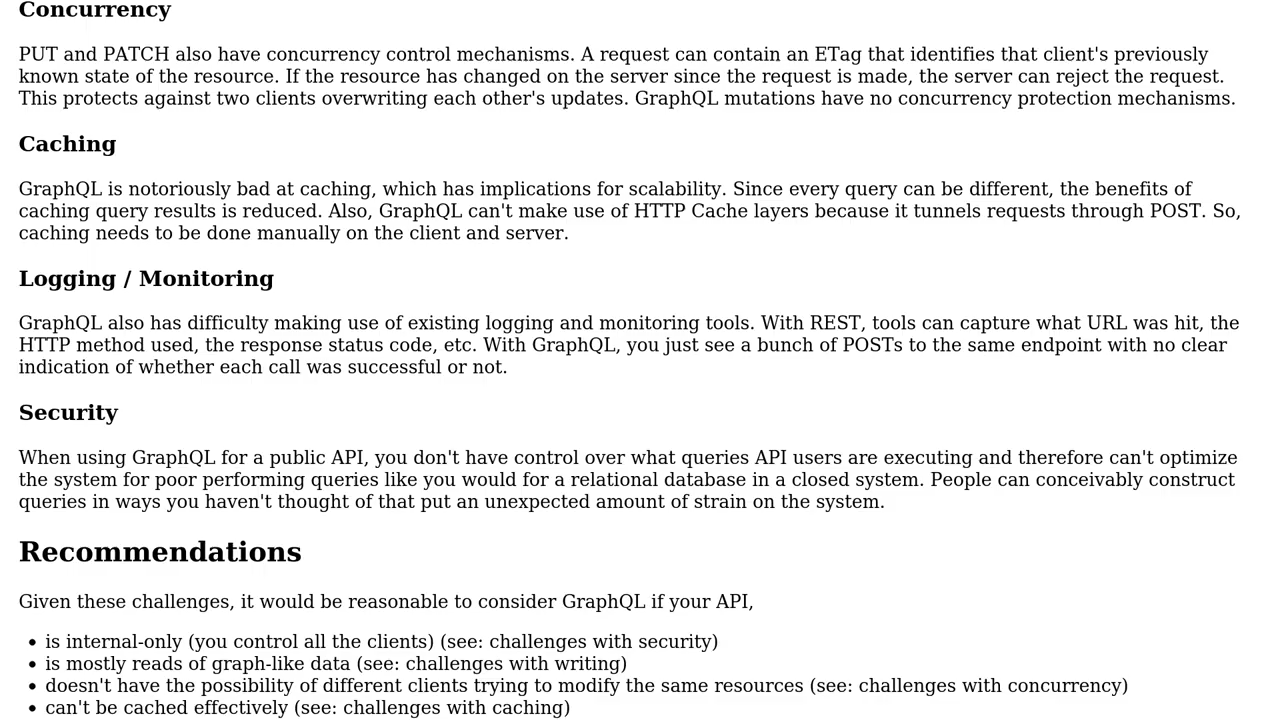 Concurrency
PUT and PATCH also have concurrency control mechanisms. A request can contain an ETag that identifies that client's previously
known state of the resource. If the resource has changed on the server since the request is made, the server can reject the request.
This protects against two clients overwriting each other's updates. GraphQL mutations have no concurrency protection mechanisms.
Caching
GraphQL is notoriously bad at caching, which has implications for scalability. Since every query can be different, the benefits of
caching query results is reduced. Also, GraphQL can't make use of HTTP Cache layers because it tunnels requests through POST. So,
caching needs to be done manually on the client and server.
Logging / Monitoring
GraphQL also has difficulty making use of existing logging and monitoring tools. With REST, tools can capture what URL was hit, the
HTTP method used, the response status code, etc. With GraphQL, you just see a bunch of POSTs to the same endpoint with no clear
indication of whether each call was successful or not.
Security
When using GraphQL for a public API, you don't have control over what queries API users are executing and therefore can't optimize
the system for poor performing queries like you would for a relational database in a closed system. People can conceivably construct
queries in ways you haven't thought of that put an unexpected amount of strain on the system.
Recommendations
Given these challenges, it would be reasonable to consider GraphQL if your API,
• is internal-only (you control all the clients) (see: challenges with security)
• is mostly reads of graph-like data (see: challenges with writing)
• doesn't have the possibility of different clients trying to modify the same resources (see: challenges with concurrency)
• can't be cached effectively (see: challenges with caching)